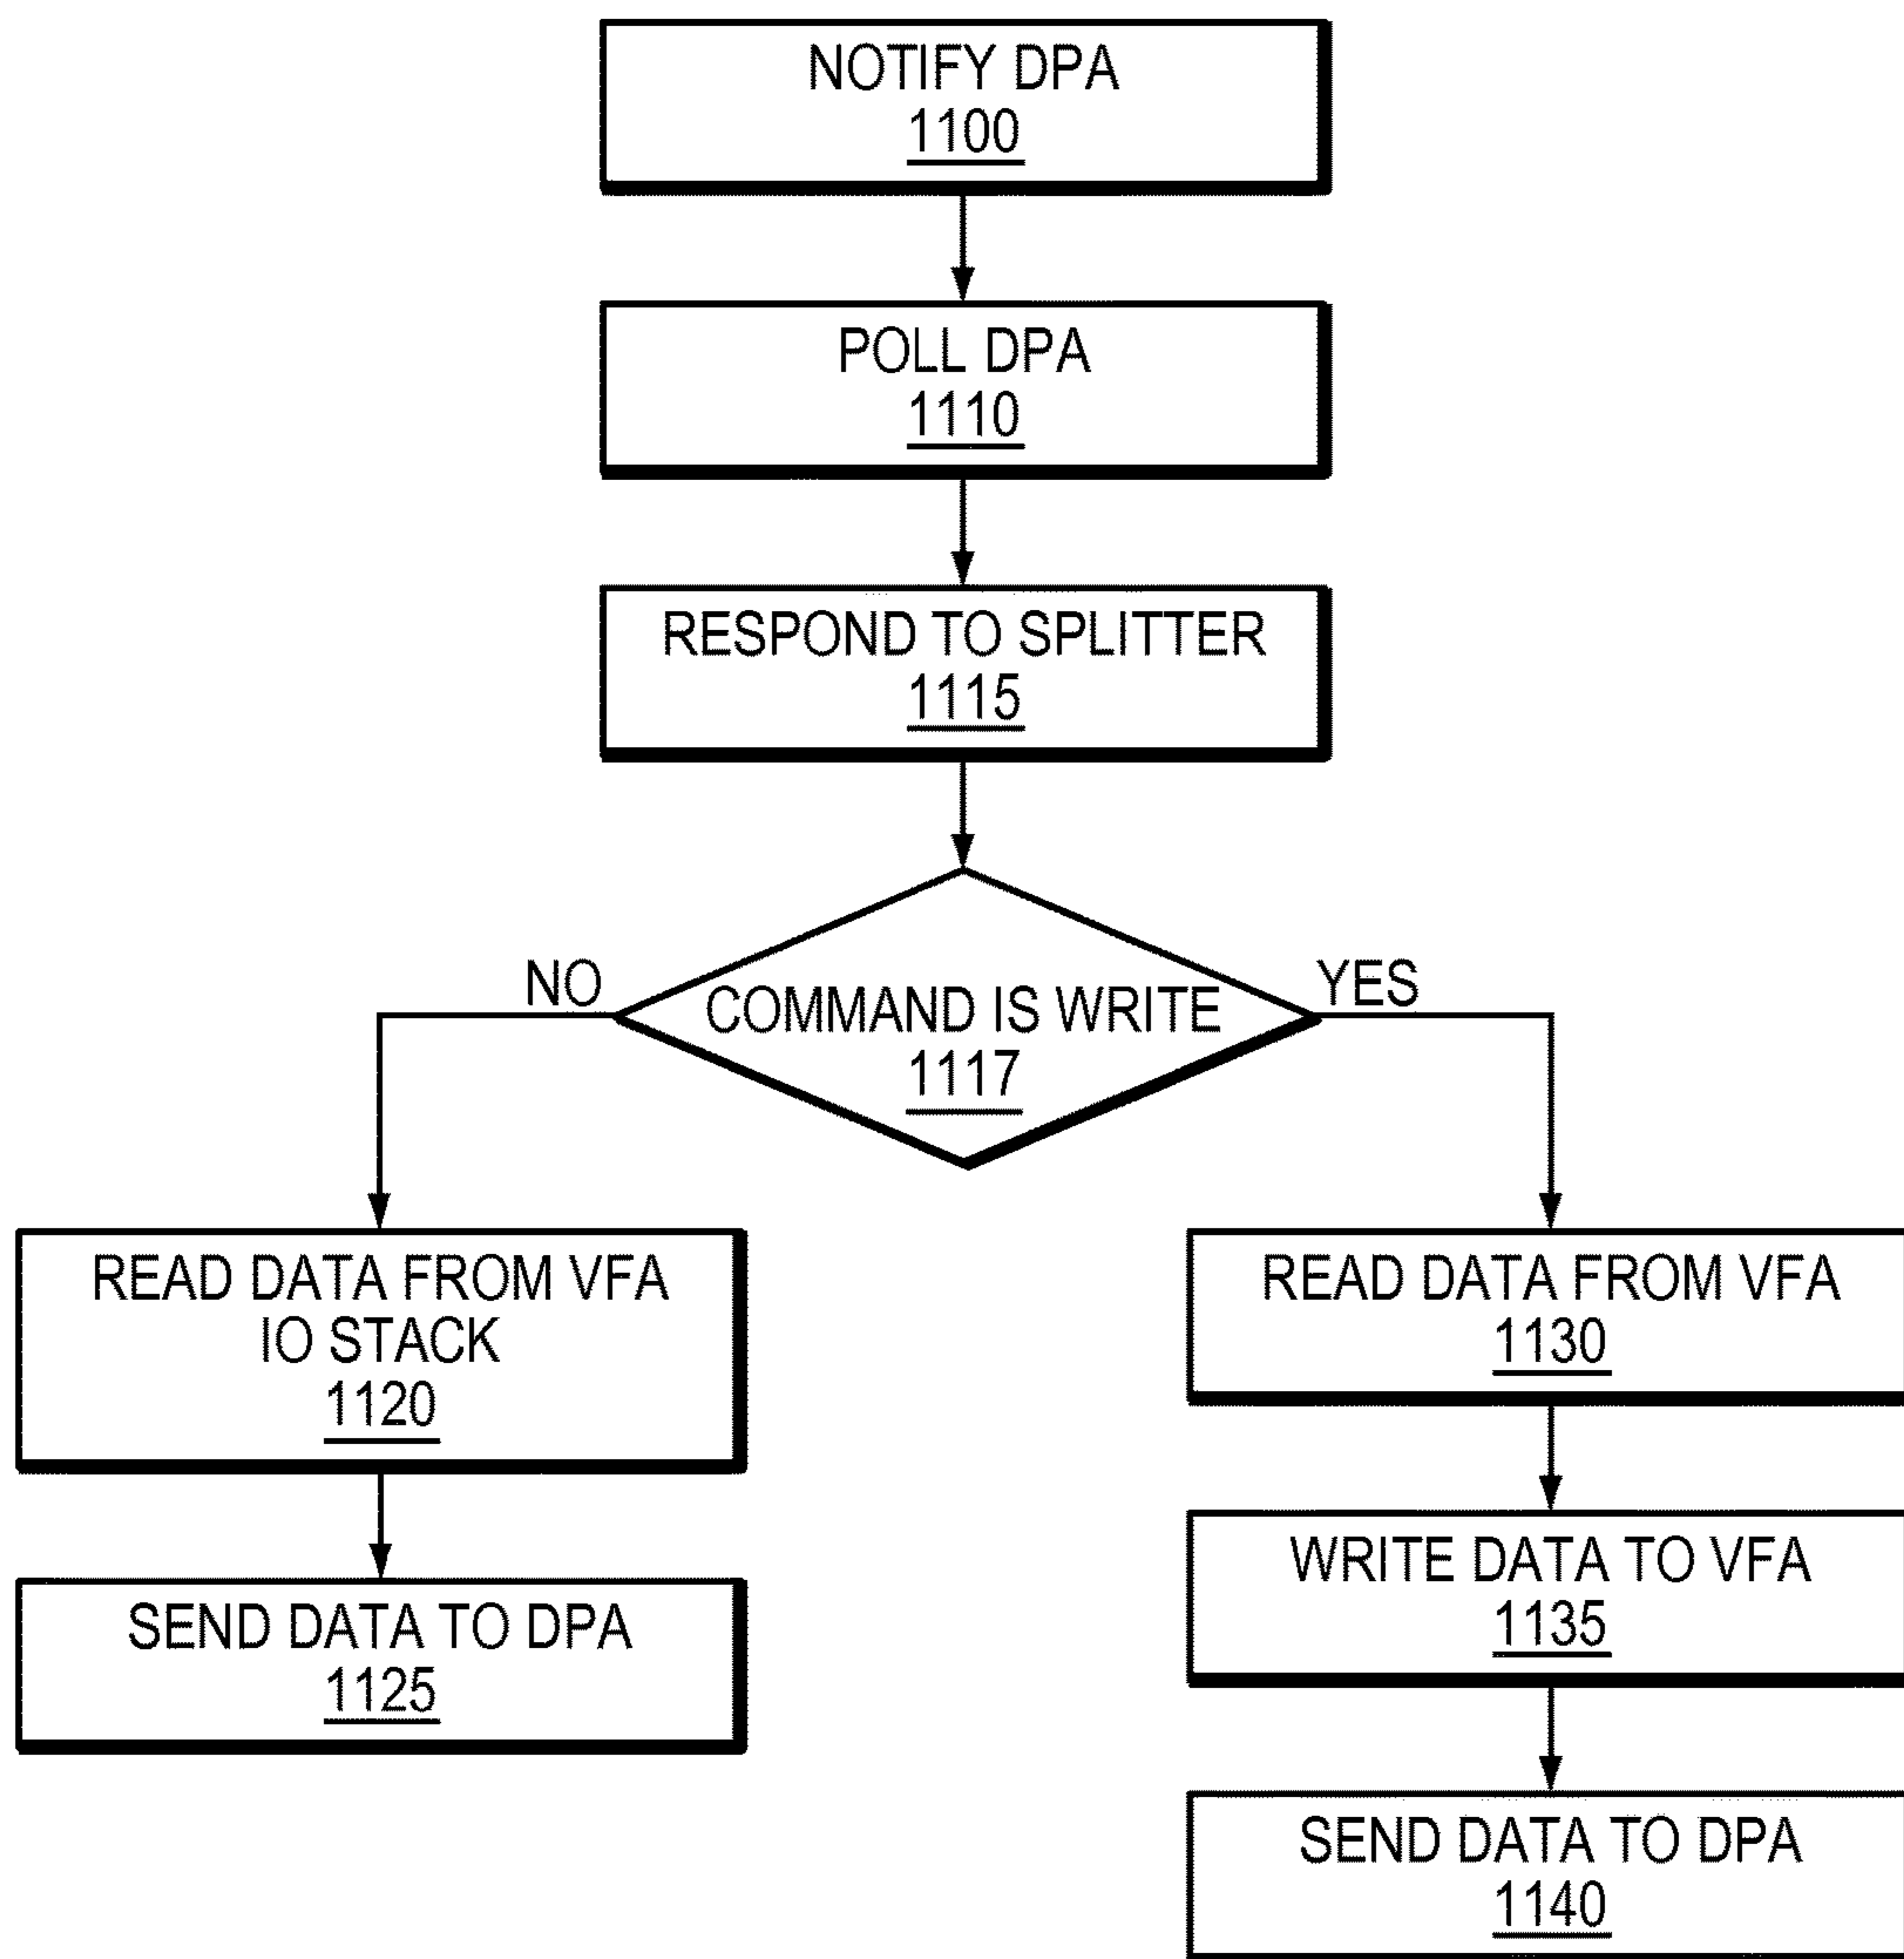 NOTIFY DPA
1100
POLL DPA
1110
RESPOND TO SPLITTER
1115
NO
YES
COMMAND IS WRITE
1117
READ DATA FROM VFA
IO STACK
1120
SEND DATA TO DPA
1125
READ DATA FROM VFA
1130
WRITE DATA TO VFA
1135
SEND DATA TO DPA
1140